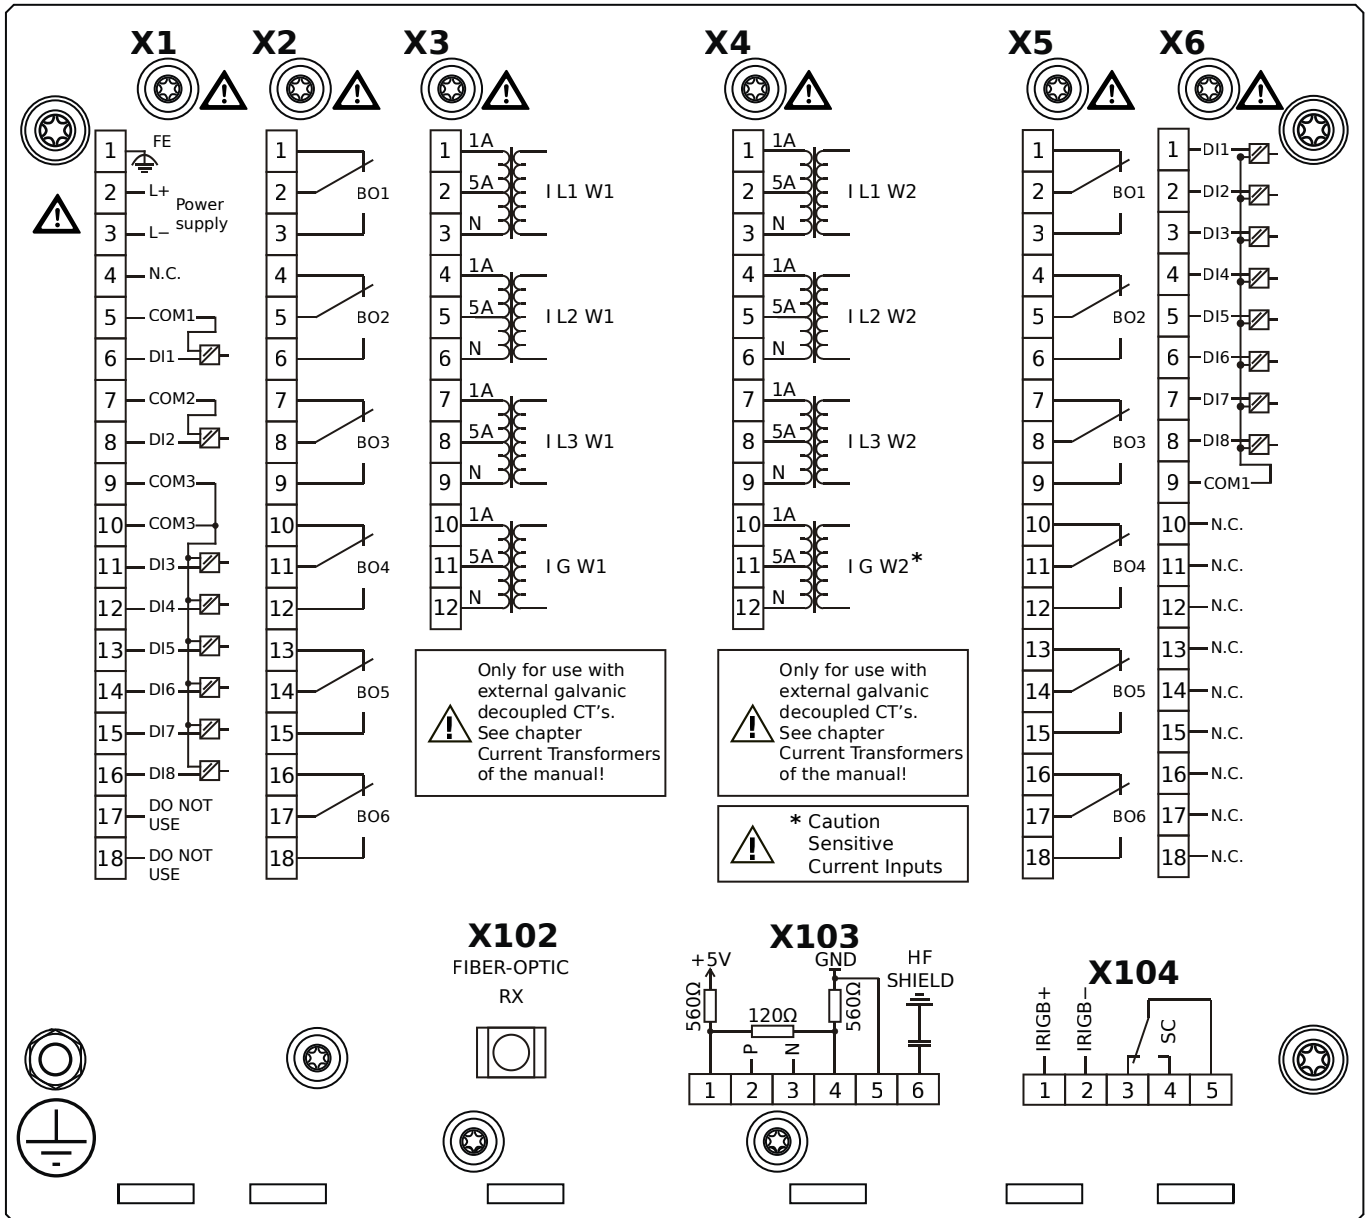 X1
X2
X3
X4
X5
X6
1 FE
2 L+
Power
supply
3 L−
4 N.C.
5 COM1
6 DI1
7 COM2
8 DI2
9 COM3
10 COM3
11 DI3
12 DI4
13 DI5
14 DI6
15 DI7
16 DI8
17 DO NOT
USE
18 DO NOT
USE
1
2 BO1
3
4
5 BO2
6
7
8 BO3
9
10
11 BO4
12
13
14 BO5
15
16
17 BO6
18
1 1A
2 5A I L1 W1
3 N
4 1A
5 5A I L2 W1
6 N
7 1A
8 5A I L3 W1
9 N
10 1A
11 5A I G W1
12 N
Only for use with
external galvanic
decoupled CT's.
See chapter
Current Transformers
of the manual!
1 1A
2 5A I L1 W2
3 N
4 1A
5 5A I L2 W2
6 N
7 1A
8 5A I L3 W2
9 N
10 1A
11 5A I G W2*
12 N
Only for use with
external galvanic
decoupled CT's.
See chapter
Current Transformers
of the manual!
* Caution
Sensitive
Current Inputs
1
2 BO1
3
4
5 BO2
6
7
8 BO3
9
10
11 BO4
12
13
14 BO5
15
16
17 BO6
18
1 DI1
2 DI2
3 DI3
4 DI4
5 DI5
6 DI6
7 DI7
8 DI8
9 COM1
10 N.C.
11 N.C.
12 N.C.
13 N.C.
14 N.C.
15 N.C.
16 N.C.
17 N.C.
18 N.C.
X102
FIBER-OPTIC
RX
X103
+5V
GND
HF
SHIELD
560Ω
120Ω
560Ω
P
N
1 2 3 4 5 6
X104
IRIGB+
IRIGB−
SC
1 2 3 4 5